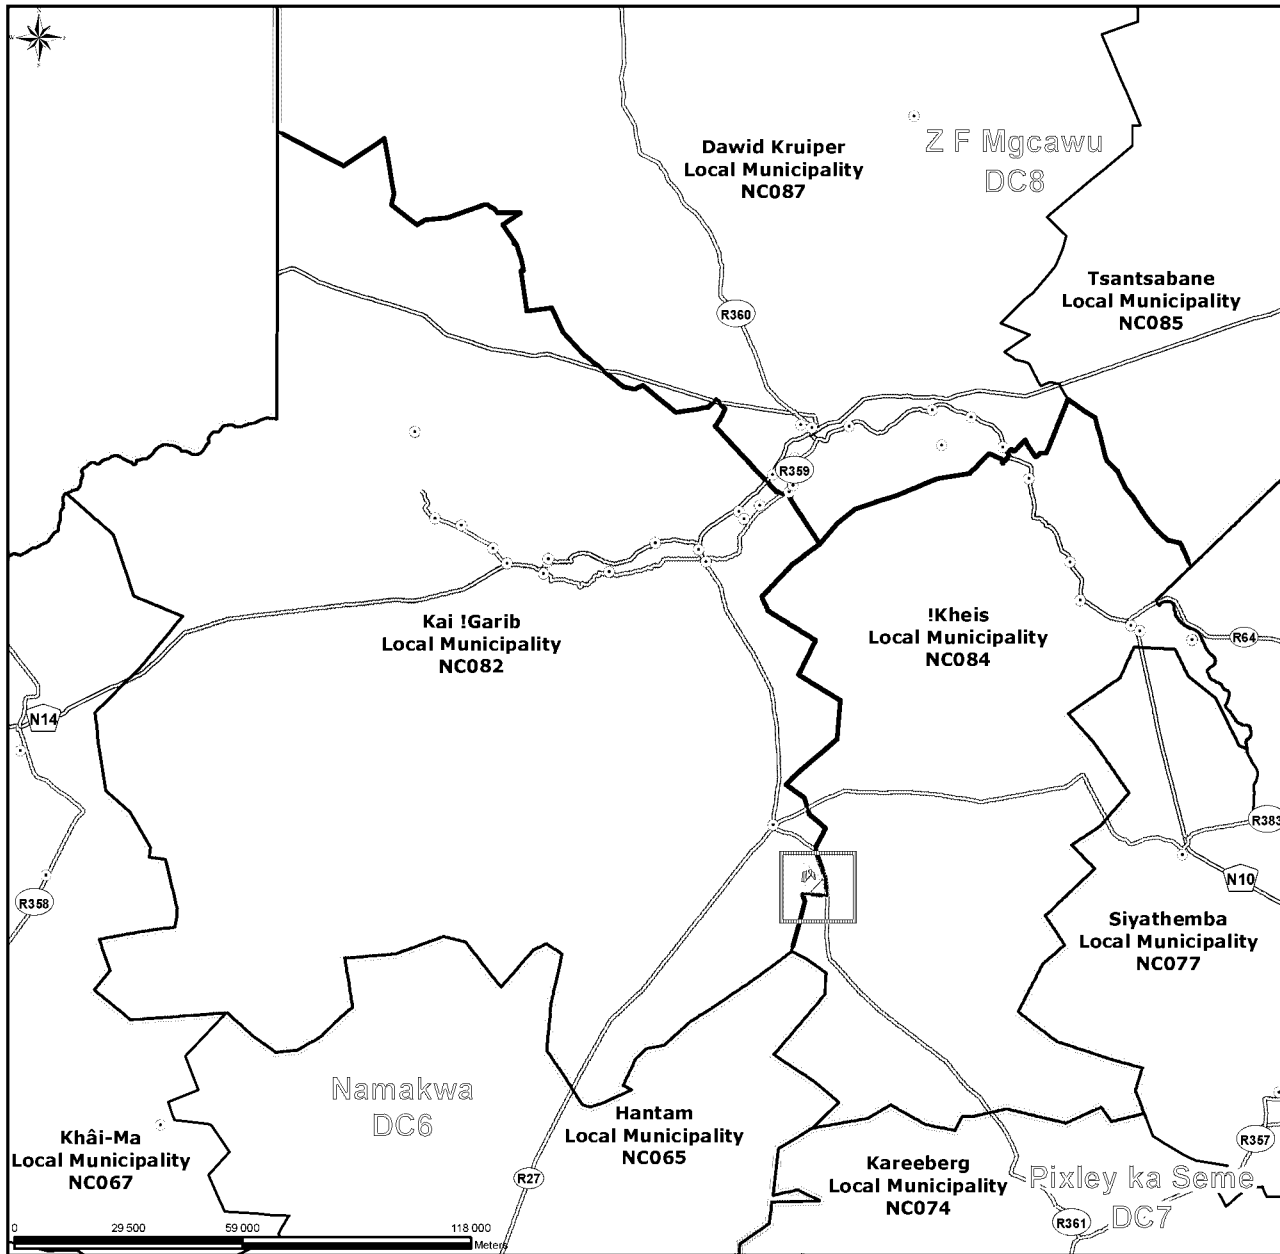 Dawid Kruiper
Local Municipality
NC087
Z F Mgcawu
DC8
Tsantsabane
Local Municipality
NC085
R360
R359
Kai !Garib
Local Municipality
NC082
!Kheis
Local Municipality
NC084
R64
N14
R383
R358
N10
Siyathemba
Local Municipality
NC077
Namakwa
DC6
Khâi-Ma
Local Municipality
NC067
Hantam
Local Municipality
NC065
R357
Kareeberg
Local Municipality
NC074
Pixley ka Seme
DC7
R27
R361
0 29 500 59 000 118 000
Meters